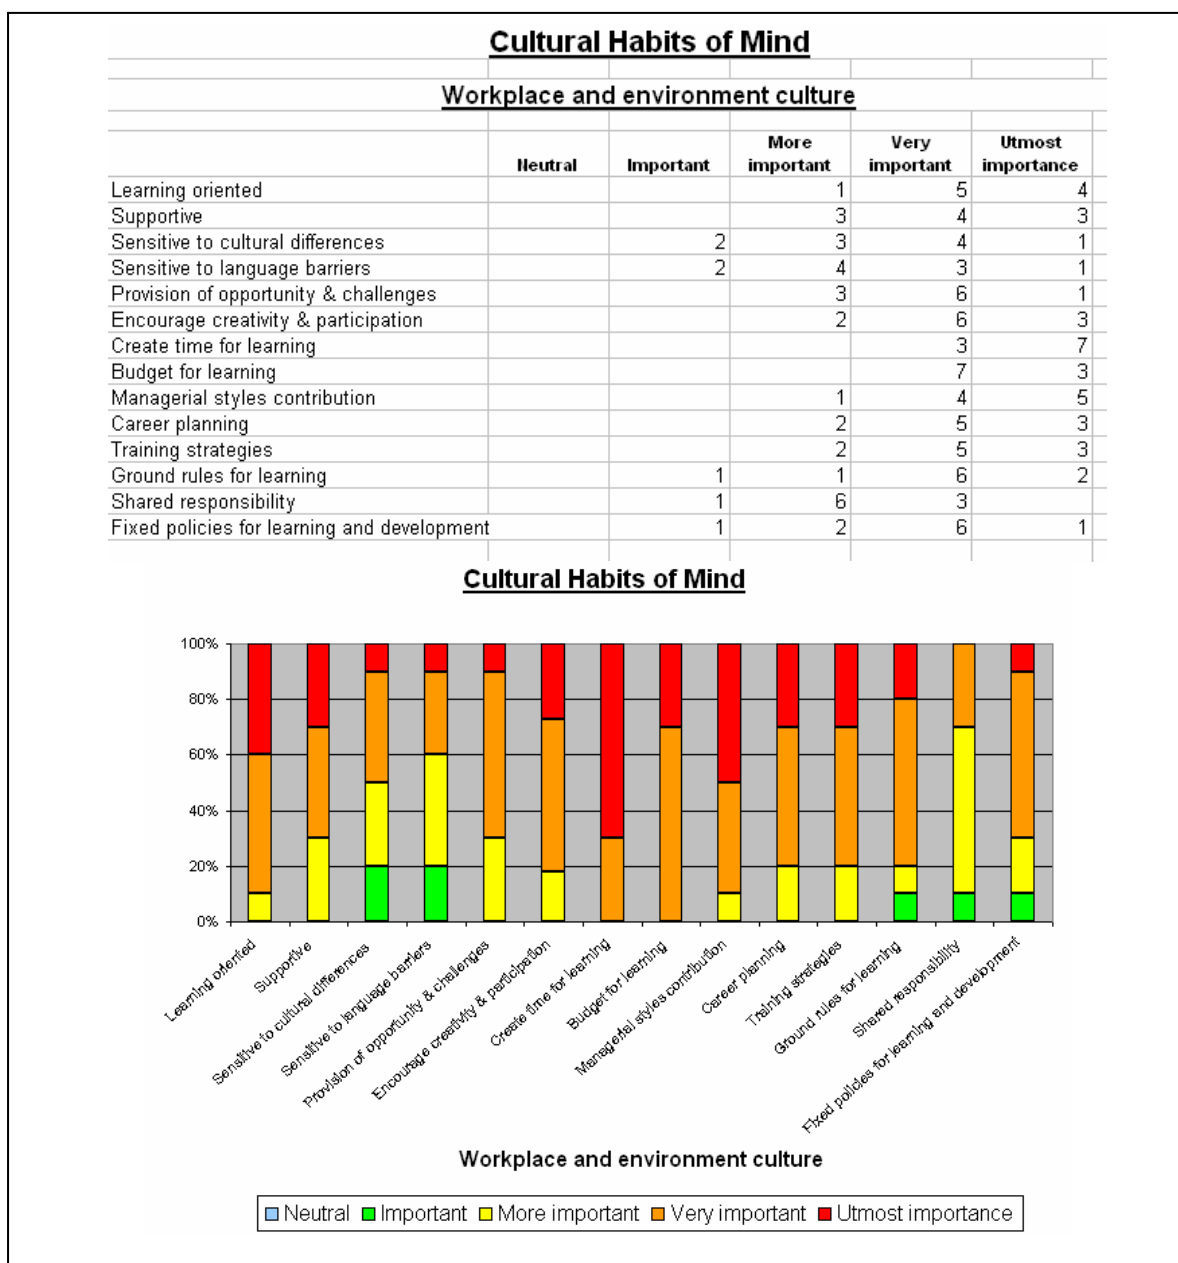 Cultural Habits of Mind
Workplace and environment culture
Neutral Important More important Very important Utmost importance
Learning oriented 1 5 4
Supportive 3 4 3
Sensitive to cultural differences 2 3 4 1
Sensitive to language barriers 2 4 3 1
Provision of opportunity & challenges 3 6 1
Encourage creativity & participation 2 6 3
Create time for learning 3 7
Budget for learning 7 3
Managerial styles contribution 1 4 5
Career planning 2 5 3
Training strategies 2 5 3
Ground rules for learning 1 1 6 2
Shared responsibility 1 6 3
Fixed policies for learning and development 1 2 6 1
Cultural Habits of Mind
100%
80%
60%
40%
20%
0%
Learning oriented
Supportive
Sensitive to cultural differences
Sensitive to language barriers
Provision of opportunity & challenges
Encourage creativity & participation
Create time for learning
Budget for learning
Managerial styles contribution
Career planning
Training strategies
Ground rules for learning
Shared responsibility
Fixed policies for learning and development
Workplace and environment culture
Neutral Important More important Very important Utmost importance